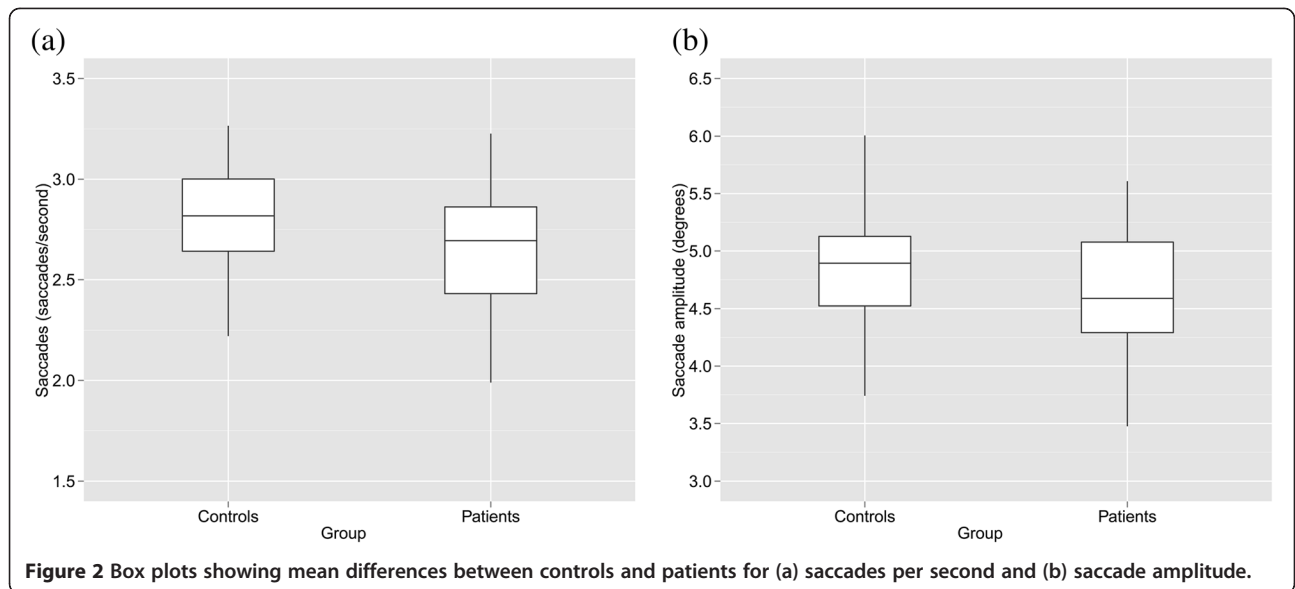 (a)
Saccades (saccades/second)
3.5
3.0
2.5
2.0
1.5
Controls Patients
Group
(b)
Saccade amplitude (degrees)
6.5
6.0
5.5
5.0
4.5
4.0
3.5
3.0
Controls Patients
Group
Figure 2 Box plots showing mean differences between controls and patients for (a) saccades per second and (b) saccade amplitude.